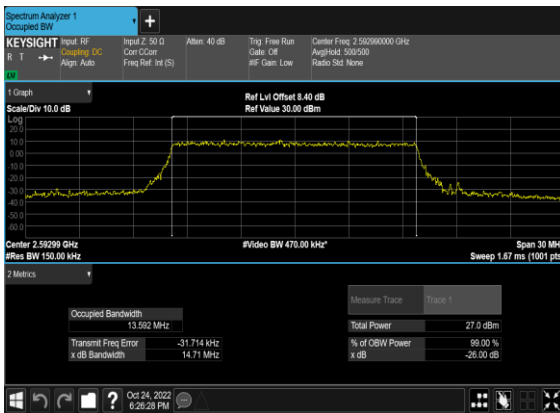 Spectrum Analyzer 1
Occupied BW
KEYSIGHT
R T
LV
Input: RF
Coupling: DC
Align: Auto
Input Z: 50 Ω
Corr CCorr
Freq Ref: Int (S)
Atten: 40 dB
Trig: Free Run
Gate: Off
#IF Gain: Low
Center Freq: 2.592990000 GHz
Avg|Hold: 500/500
Radio Std: None
1 Graph
Scale/Div 10.0 dB
Ref Lvl Offset 8.40 dB
Ref Value 30.00 dBm
Log
20.0
10.0
0.00
-10.0
-20.0
-30.0
-40.0
-50.0
-60.0
Center 2.59299 GHz
#Res BW 150.00 kHz
#Video BW 470.00 kHz*
Span 30 MH
Sweep 1.67 ms (1001 pts
2 Metrics
Measure Trace
Trace 1
Occupied Bandwidth
13.592 MHz
Total Power
27.0 dBm
Transmit Freq Error
-31.714 kHz
% of OBW Power
99.00 %
x dB Bandwidth
14.71 MHz
x dB
-26.00 dB
?
Oct 24, 2022
6:26:28 PM